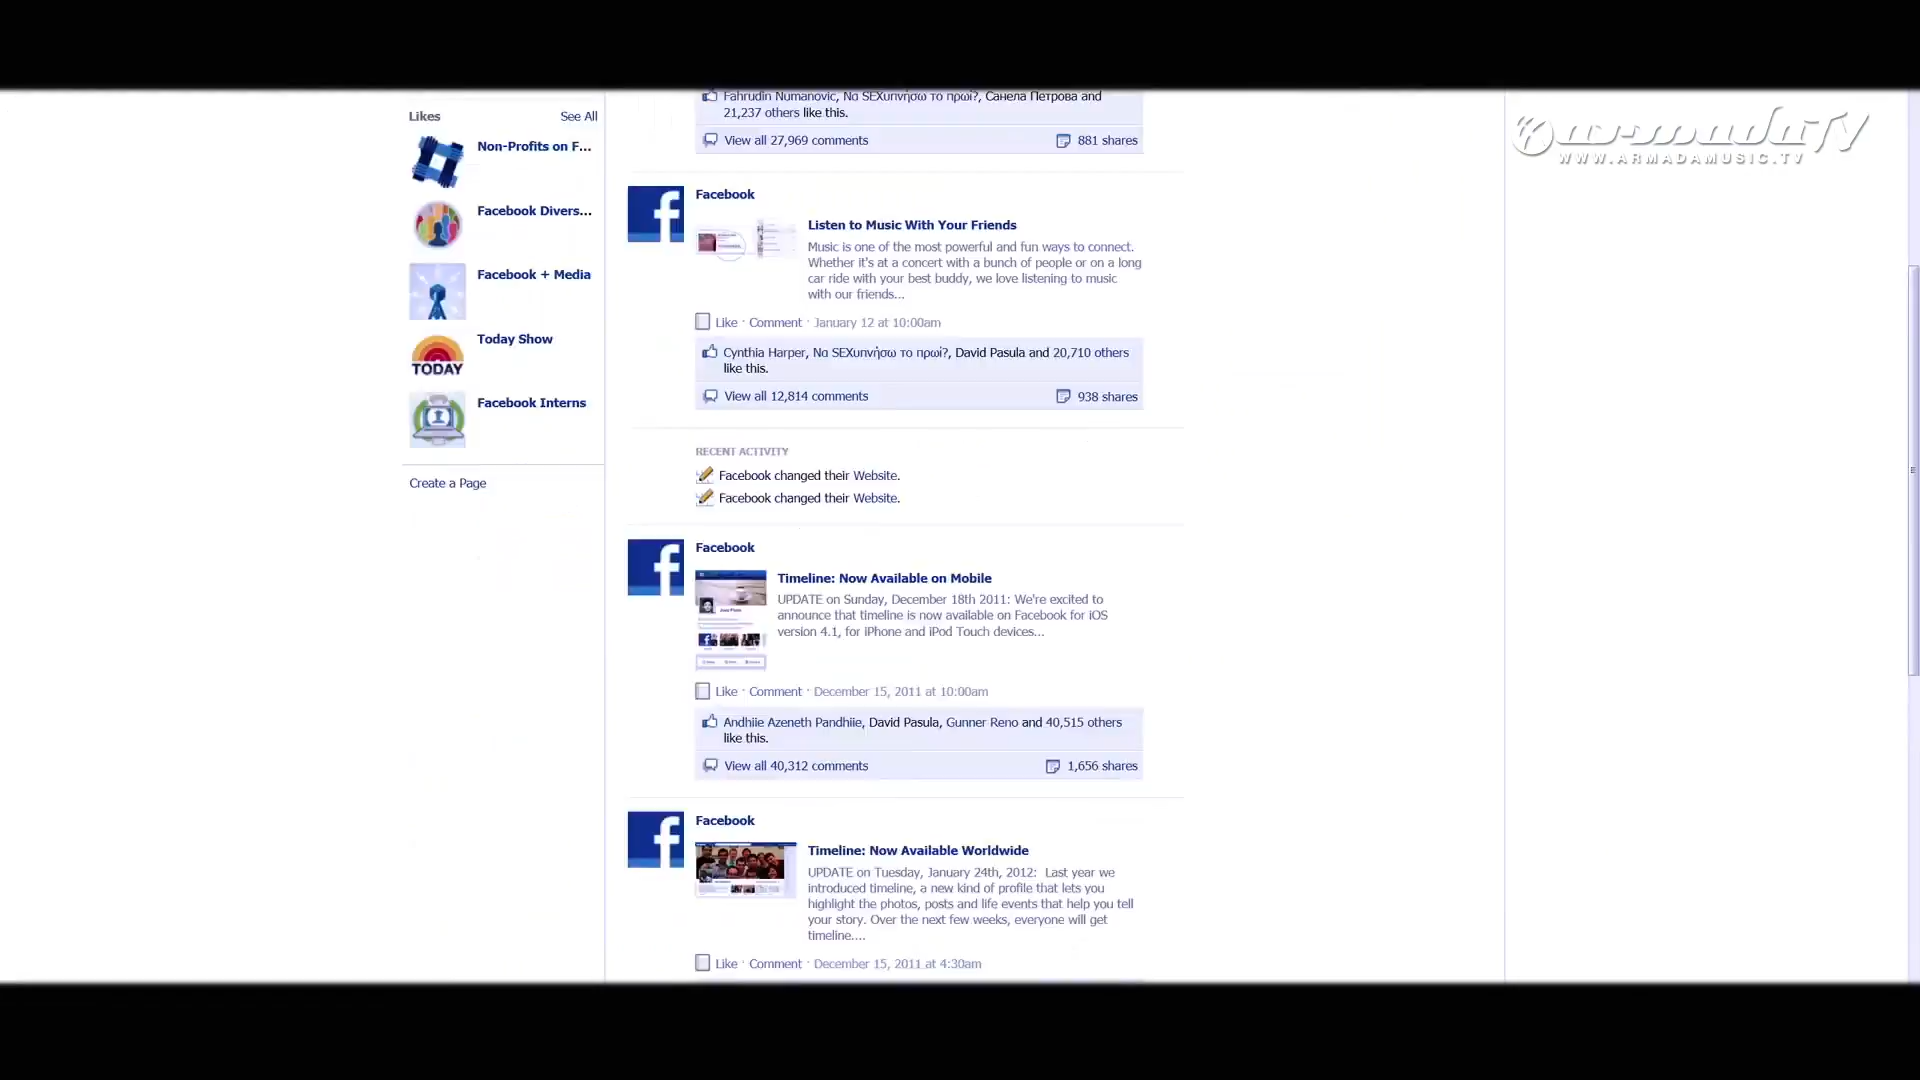 Likes
See All
Non-Profits on F...
Facebook Divers...
Facebook + Media
Today Show
TODAY
Facebook Interns
Create a Page
Fahrudin Numanovic, Να SEXυπνήσω το πρωί?, Санела Петрова and
21,237 others like this.
View all 27,969 comments
881 shares
Facebook
Listen to Music With Your Friends
Music is one of the most powerful and fun ways to connect.
Whether it's at a concert with a bunch of people or on a long
car ride with your best buddy, we love listening to music
with our friends...
Like · Comment · January 12 at 10:00am
Cynthia Harper, Να SEXυπνήσω το πρωί?, David Pasula and 20,710 others
like this.
View all 12,814 comments
938 shares
RECENT ACTIVITY
Facebook changed their Website.
Facebook changed their Website.
Facebook
Timeline: Now Available on Mobile
UPDATE on Sunday, December 18th 2011: We're excited to
announce that timeline is now available on Facebook for iOS
version 4.1, for iPhone and iPod Touch devices...
Like · Comment · December 15, 2011 at 10:00am
Andhiie Azeneth Pandhiie, David Pasula, Gunner Reno and 40,515 others
like this.
View all 40,312 comments
1,656 shares
Facebook
Timeline: Now Available Worldwide
UPDATE on Tuesday, January 24th, 2012:  Last year we
introduced timeline, a new kind of profile that lets you
highlight the photos, posts and life events that help you tell
your story. Over the next few weeks, everyone will get
timeline....
Like · Comment · December 15, 2011 at 4:30am
armadaTV
WWW.ARMADAMUSIC.TV